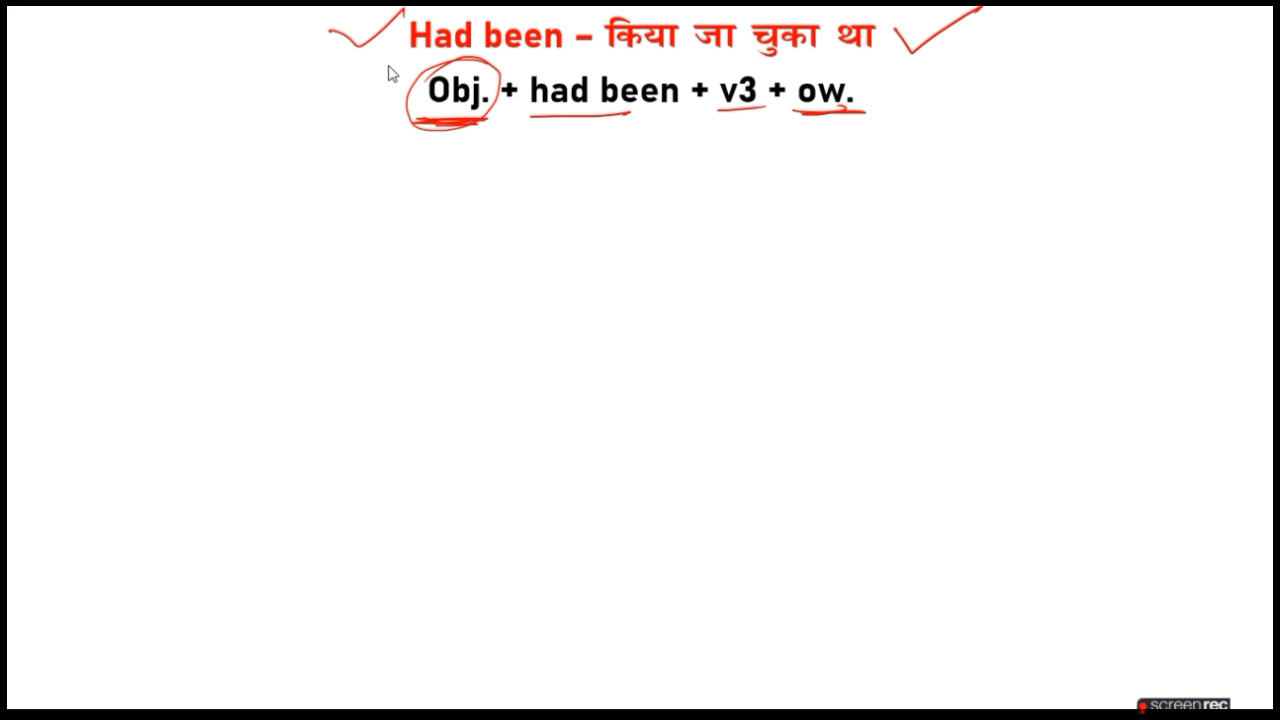 Had been – किया जा चुका था
Obj. + had been + v3 + ow.
screenrec